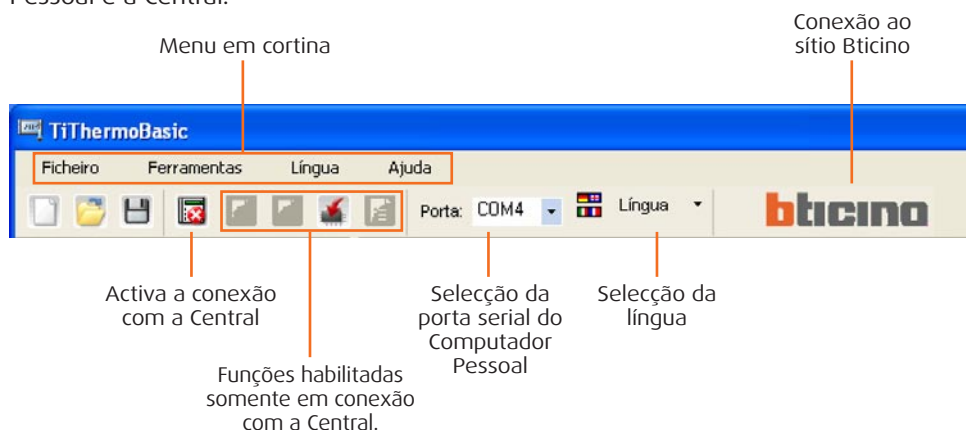 Pessoal e a Central.
Conexão ao
sítio Bticino
Menu em cortina
TiThermoBasic
Ficheiro Ferramentas Língua Ajuda
Porta: COM4 Língua bticino
Activa a conexão
com a Central
Selecção da
porta serial do
Computador
Pessoal
Selecção da
língua
Funções habilitadas
somente em conexão
com a Central.